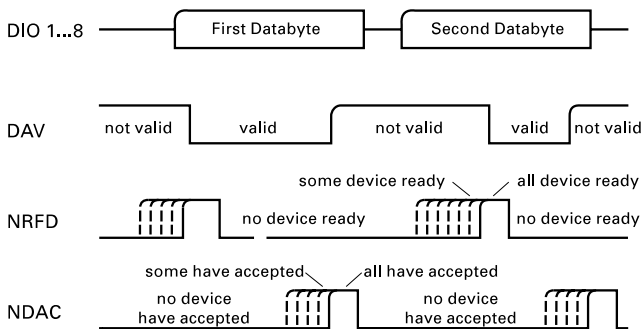 DIO 1...8
First Databyte
Second Databyte
DAV
not valid
valid
not valid
valid
not valid
some device ready
all device ready
NRFD
no device ready
no device ready
some have accepted
all have accepted
NDAC
no device
have accepted
no device
have accepted